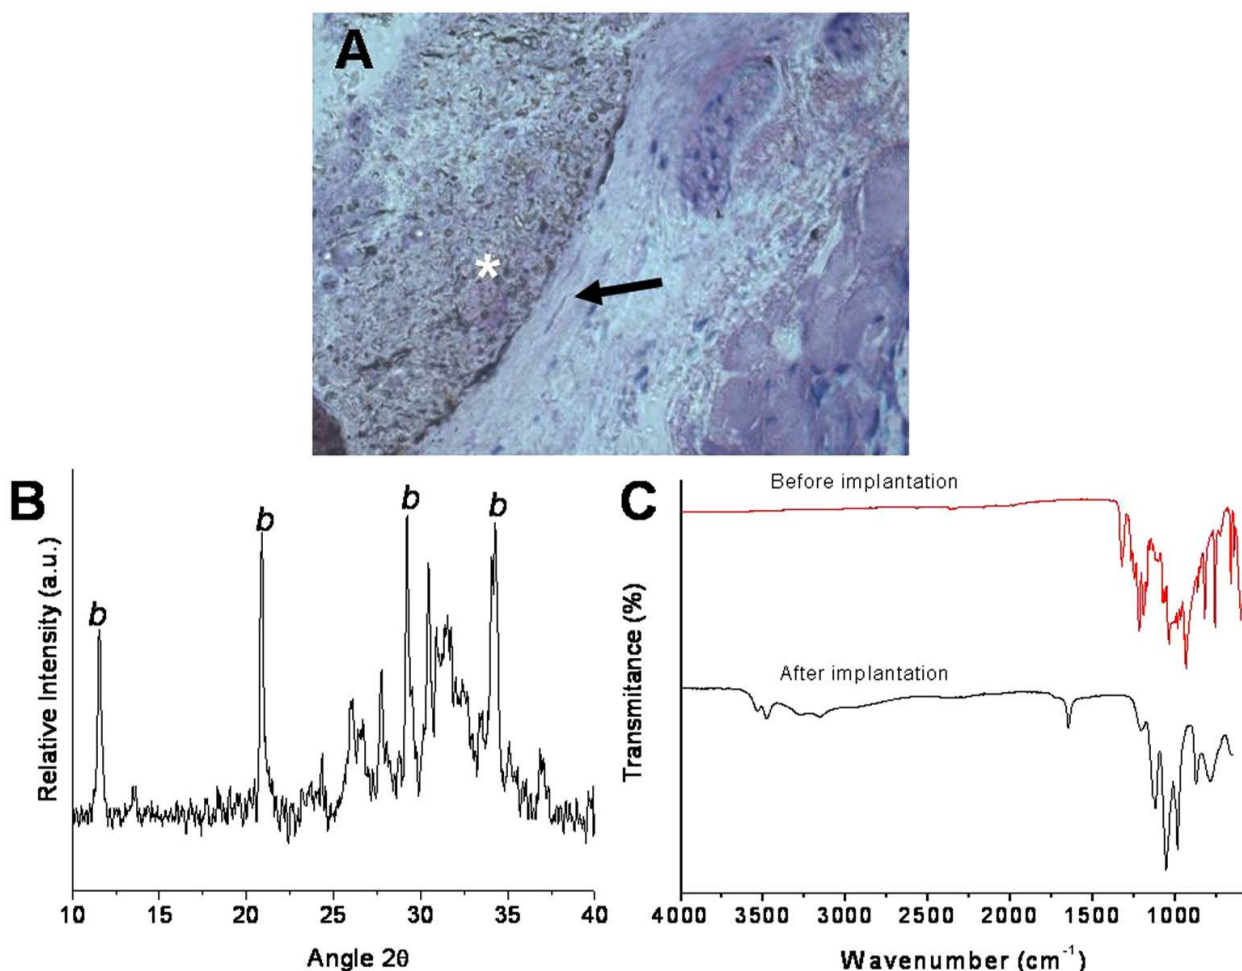 A
*
B
b
b
b
b
Relative Intensity (a.u.)
10 15 20 25 30 35 40
Angle 2θ
C
Before implantation
After implantation
Transmitance (%)
4000 3500 3000 2500 2000 1500 1000
Wavenumber (cm⁻¹)